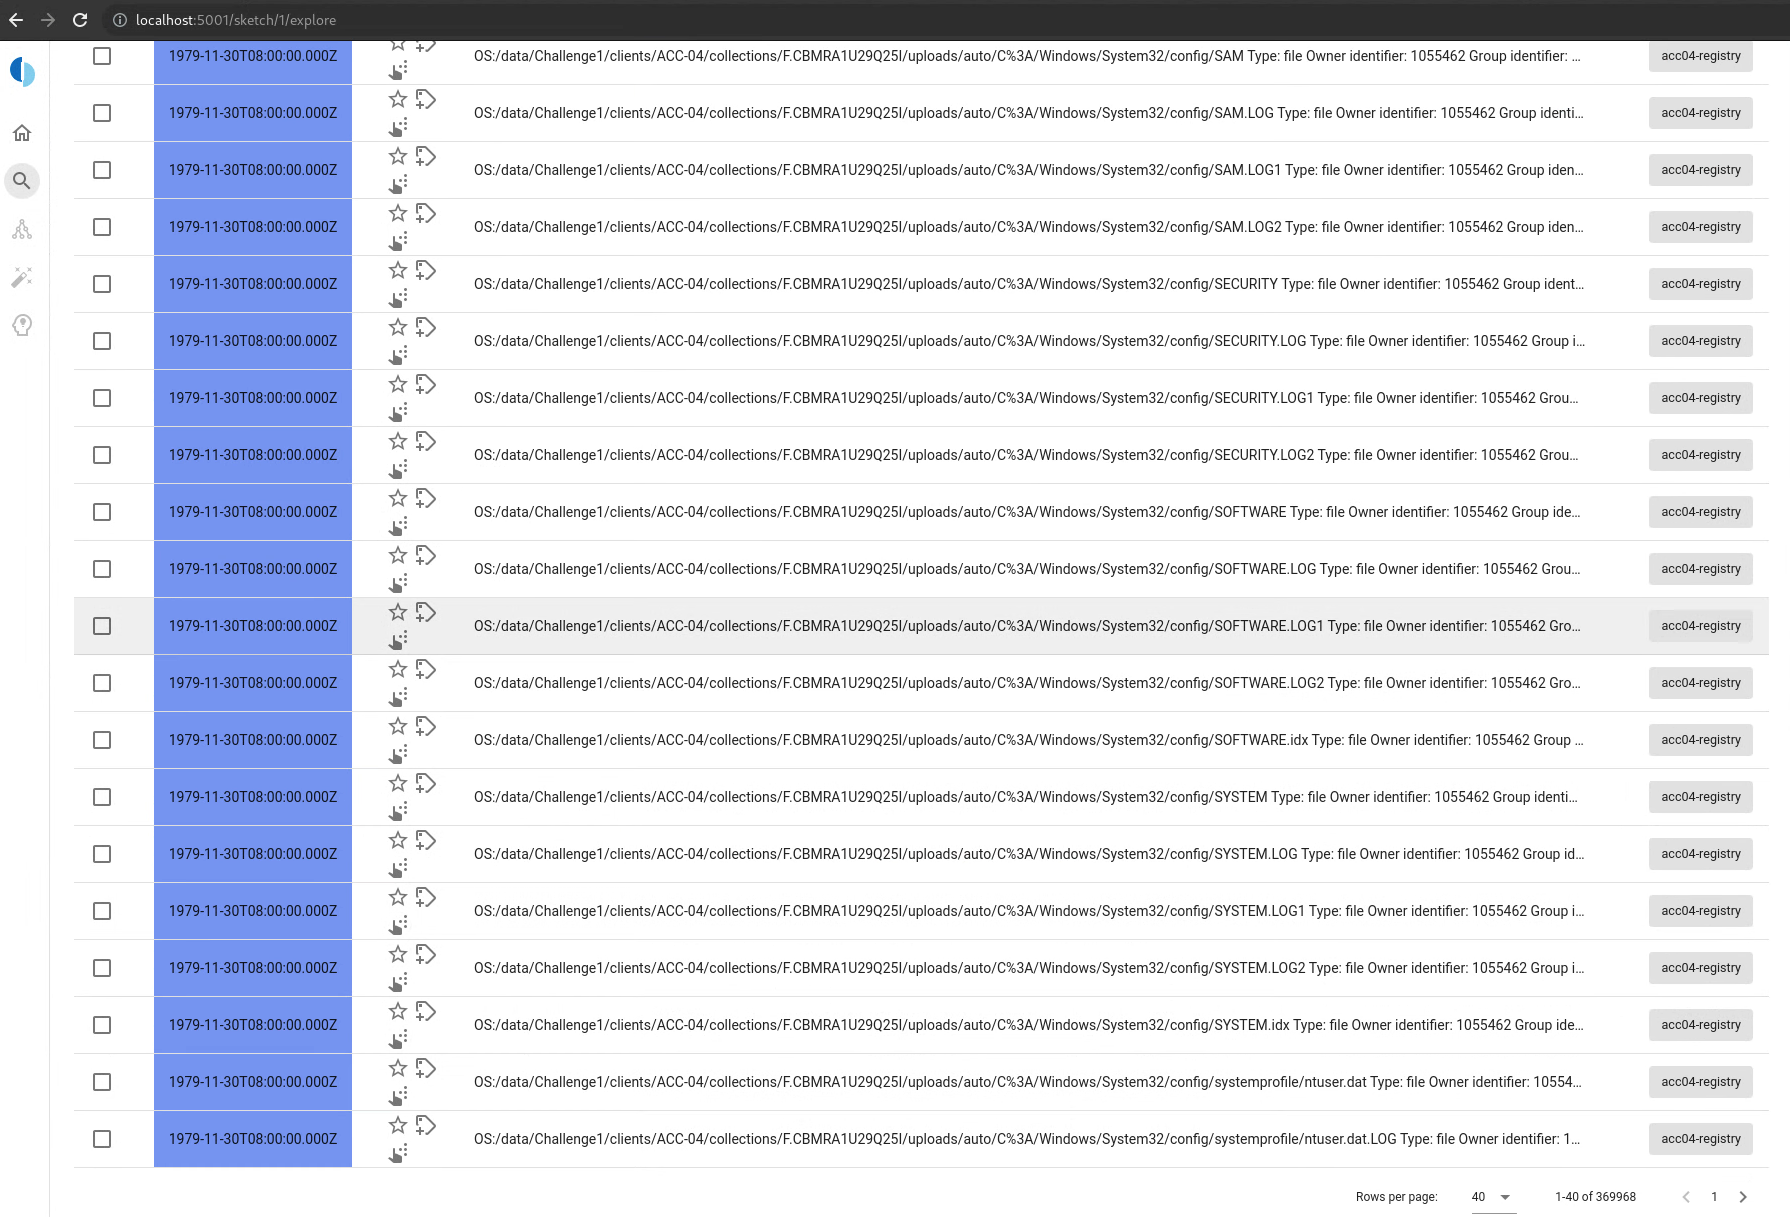 localhost:5001/sketch/1/explore
1979-11-30T08:00:00.000Z OS:/data/Challenge1/clients/ACC-04/collections/F.CBMRA1U29Q25I/uploads/auto/C%3A/Windows/System32/config/SAM Type: file Owner identifier: 1055462 Group identifier: ... acc04-registry
1979-11-30T08:00:00.000Z OS:/data/Challenge1/clients/ACC-04/collections/F.CBMRA1U29Q25I/uploads/auto/C%3A/Windows/System32/config/SAM.LOG Type: file Owner identifier: 1055462 Group identi... acc04-registry
1979-11-30T08:00:00.000Z OS:/data/Challenge1/clients/ACC-04/collections/F.CBMRA1U29Q25I/uploads/auto/C%3A/Windows/System32/config/SAM.LOG1 Type: file Owner identifier: 1055462 Group iden... acc04-registry
1979-11-30T08:00:00.000Z OS:/data/Challenge1/clients/ACC-04/collections/F.CBMRA1U29Q25I/uploads/auto/C%3A/Windows/System32/config/SAM.LOG2 Type: file Owner identifier: 1055462 Group iden... acc04-registry
1979-11-30T08:00:00.000Z OS:/data/Challenge1/clients/ACC-04/collections/F.CBMRA1U29Q25I/uploads/auto/C%3A/Windows/System32/config/SECURITY Type: file Owner identifier: 1055462 Group ident... acc04-registry
1979-11-30T08:00:00.000Z OS:/data/Challenge1/clients/ACC-04/collections/F.CBMRA1U29Q25I/uploads/auto/C%3A/Windows/System32/config/SECURITY.LOG Type: file Owner identifier: 1055462 Group i... acc04-registry
1979-11-30T08:00:00.000Z OS:/data/Challenge1/clients/ACC-04/collections/F.CBMRA1U29Q25I/uploads/auto/C%3A/Windows/System32/config/SECURITY.LOG1 Type: file Owner identifier: 1055462 Grou... acc04-registry
1979-11-30T08:00:00.000Z OS:/data/Challenge1/clients/ACC-04/collections/F.CBMRA1U29Q25I/uploads/auto/C%3A/Windows/System32/config/SECURITY.LOG2 Type: file Owner identifier: 1055462 Grou... acc04-registry
1979-11-30T08:00:00.000Z OS:/data/Challenge1/clients/ACC-04/collections/F.CBMRA1U29Q25I/uploads/auto/C%3A/Windows/System32/config/SOFTWARE Type: file Owner identifier: 1055462 Group ide... acc04-registry
1979-11-30T08:00:00.000Z OS:/data/Challenge1/clients/ACC-04/collections/F.CBMRA1U29Q25I/uploads/auto/C%3A/Windows/System32/config/SOFTWARE.LOG Type: file Owner identifier: 1055462 Grou... acc04-registry
1979-11-30T08:00:00.000Z OS:/data/Challenge1/clients/ACC-04/collections/F.CBMRA1U29Q25I/uploads/auto/C%3A/Windows/System32/config/SOFTWARE.LOG1 Type: file Owner identifier: 1055462 Gro... acc04-registry
1979-11-30T08:00:00.000Z OS:/data/Challenge1/clients/ACC-04/collections/F.CBMRA1U29Q25I/uploads/auto/C%3A/Windows/System32/config/SOFTWARE.LOG2 Type: file Owner identifier: 1055462 Gro... acc04-registry
1979-11-30T08:00:00.000Z OS:/data/Challenge1/clients/ACC-04/collections/F.CBMRA1U29Q25I/uploads/auto/C%3A/Windows/System32/config/SOFTWARE.idx Type: file Owner identifier: 1055462 Group ... acc04-registry
1979-11-30T08:00:00.000Z OS:/data/Challenge1/clients/ACC-04/collections/F.CBMRA1U29Q25I/uploads/auto/C%3A/Windows/System32/config/SYSTEM Type: file Owner identifier: 1055462 Group identi... acc04-registry
1979-11-30T08:00:00.000Z OS:/data/Challenge1/clients/ACC-04/collections/F.CBMRA1U29Q25I/uploads/auto/C%3A/Windows/System32/config/SYSTEM.LOG Type: file Owner identifier: 1055462 Group id... acc04-registry
1979-11-30T08:00:00.000Z OS:/data/Challenge1/clients/ACC-04/collections/F.CBMRA1U29Q25I/uploads/auto/C%3A/Windows/System32/config/SYSTEM.LOG1 Type: file Owner identifier: 1055462 Group i... acc04-registry
1979-11-30T08:00:00.000Z OS:/data/Challenge1/clients/ACC-04/collections/F.CBMRA1U29Q25I/uploads/auto/C%3A/Windows/System32/config/SYSTEM.LOG2 Type: file Owner identifier: 1055462 Group i... acc04-registry
1979-11-30T08:00:00.000Z OS:/data/Challenge1/clients/ACC-04/collections/F.CBMRA1U29Q25I/uploads/auto/C%3A/Windows/System32/config/SYSTEM.idx Type: file Owner identifier: 1055462 Group ide... acc04-registry
1979-11-30T08:00:00.000Z OS:/data/Challenge1/clients/ACC-04/collections/F.CBMRA1U29Q25I/uploads/auto/C%3A/Windows/System32/config/systemprofile/ntuser.dat Type: file Owner identifier: 10554... acc04-registry
1979-11-30T08:00:00.000Z OS:/data/Challenge1/clients/ACC-04/collections/F.CBMRA1U29Q25I/uploads/auto/C%3A/Windows/System32/config/systemprofile/ntuser.dat.LOG Type: file Owner identifier: 1... acc04-registry
Rows per page: 40 1-40 of 369968 1